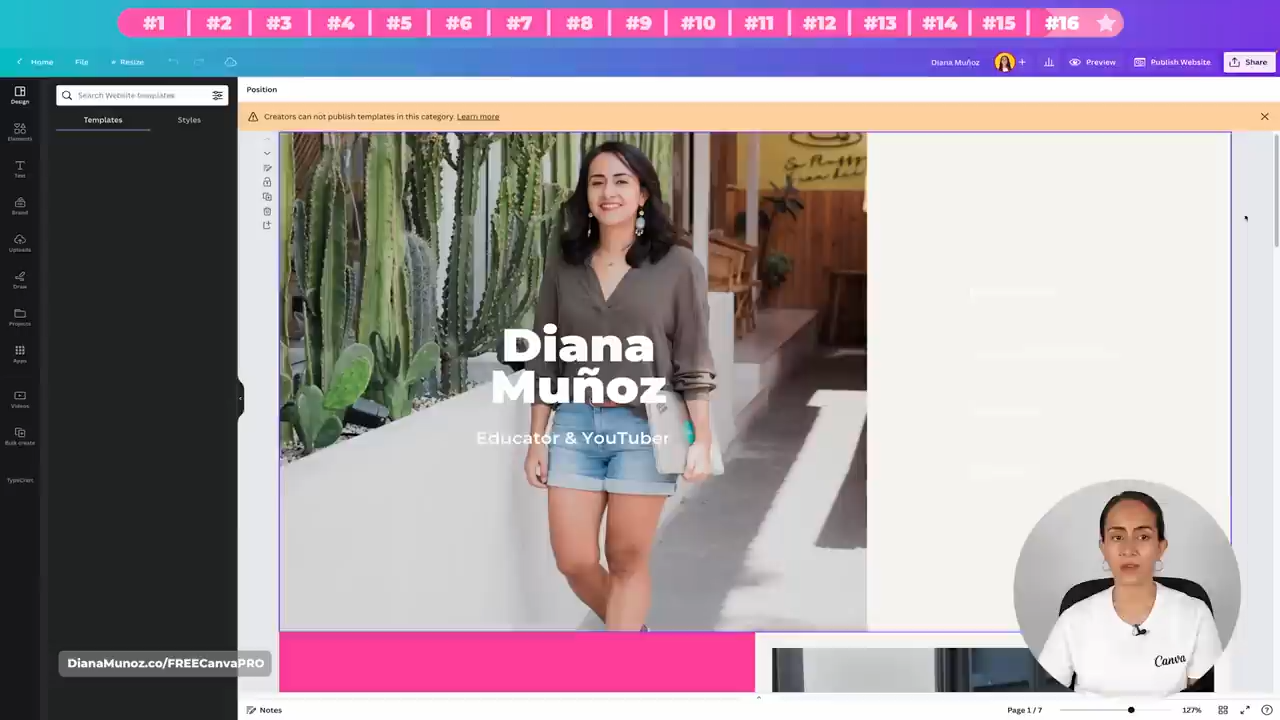 #1 #2 #3 #4 #5 #6 #7 #8 #9 #10 #11 #12 #13 #14 #15 #16
Home File Resize Diana Muñoz + Preview Publish Website Share
Design
Elements
Text
Brand
Uploads
Draw
Projects
Apps
Videos
Bulk create
TypeCraft
Search Website templates
Templates Styles
Position
Creators can not publish templates in this category. Learn more
Diana
Muñoz
Educator & YouTuber
Canva
DianaMunoz.co/FREECanvaPRO
Notes Page 1 / 7 127%